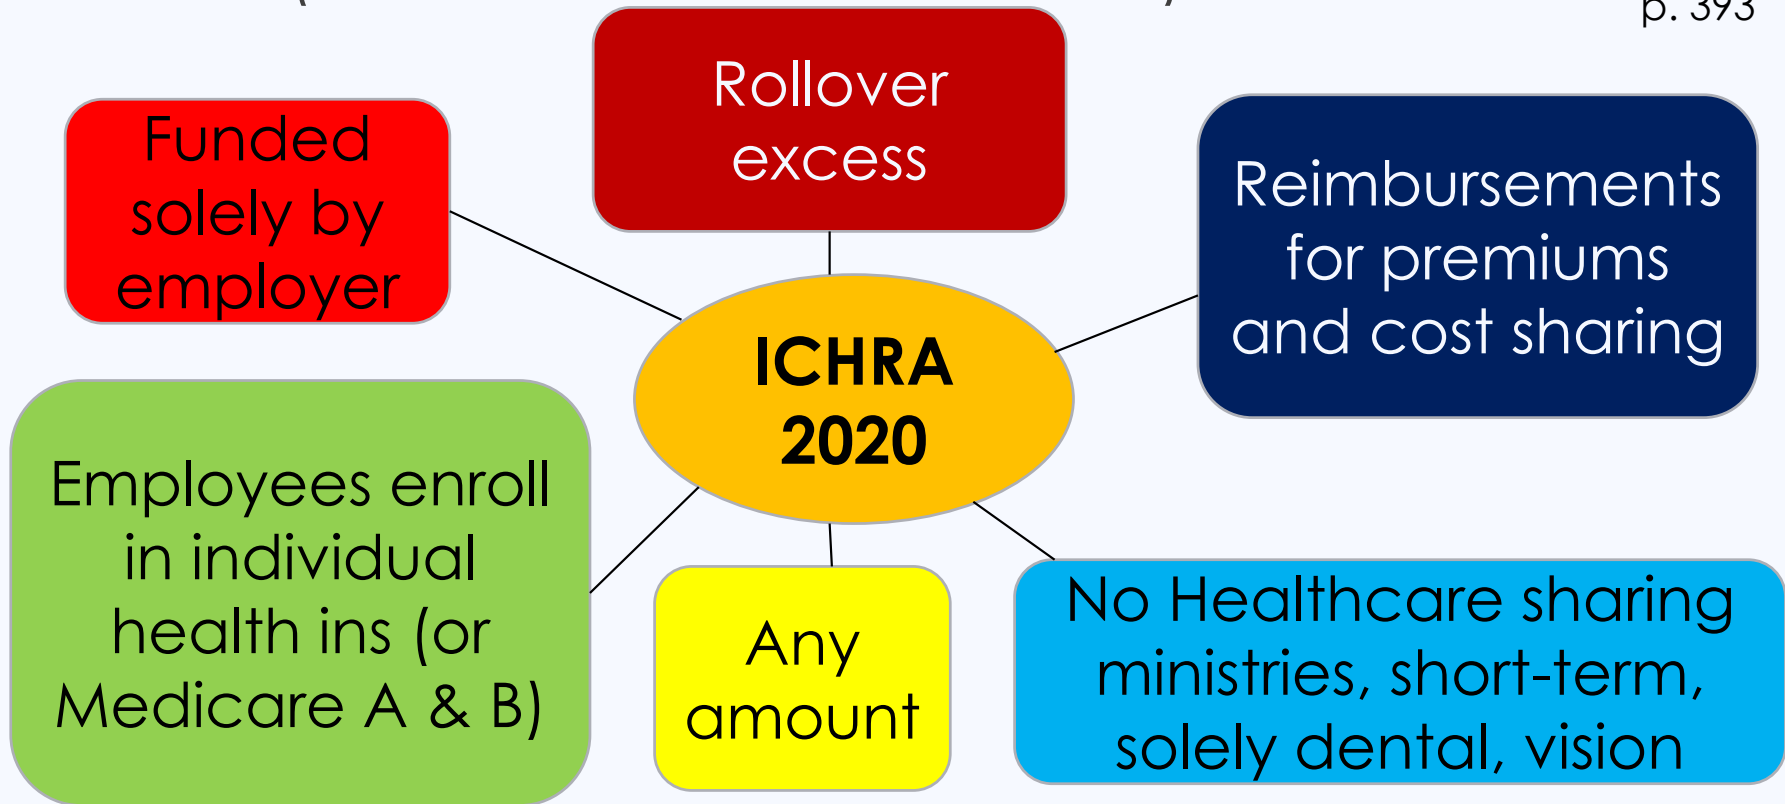 p. 393
Rollover
excess
Funded
solely by
employer
Reimbursements
for premiums
and cost sharing
ICHRA
2020
Employees enroll
in individual
health ins (or
Medicare A & B)
Any
amount
No Healthcare sharing
ministries, short-term,
solely dental, vision